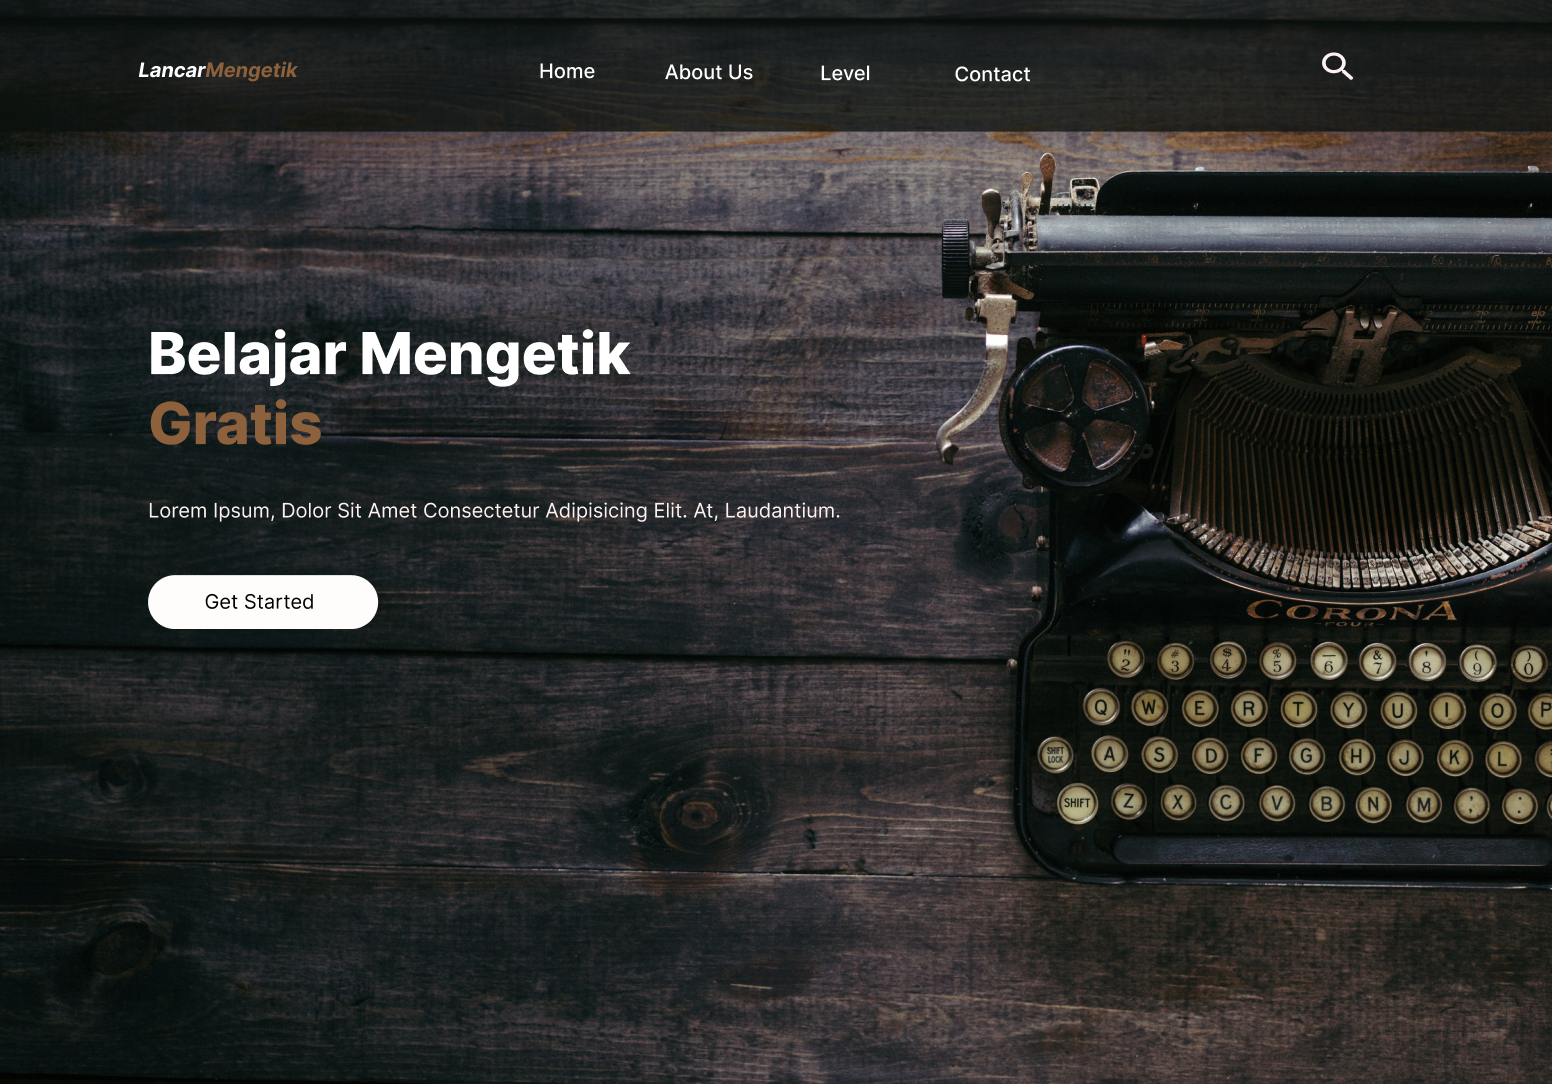 LancarMengetik
Home About Us Level Contact
Belajar Mengetik
Gratis
Lorem Ipsum, Dolor Sit Amet Consectetur Adipisicing Elit. At, Laudantium.
Get Started
CORONA
FOUR
" 2 # 3 $ 4 % 5 _ 6 & 7 ' 8 ( 9 ) 0
Q W E R T Y U I O P
SHIFT LOCK A S D F G H J K L
SHIFT Z X C V B N M